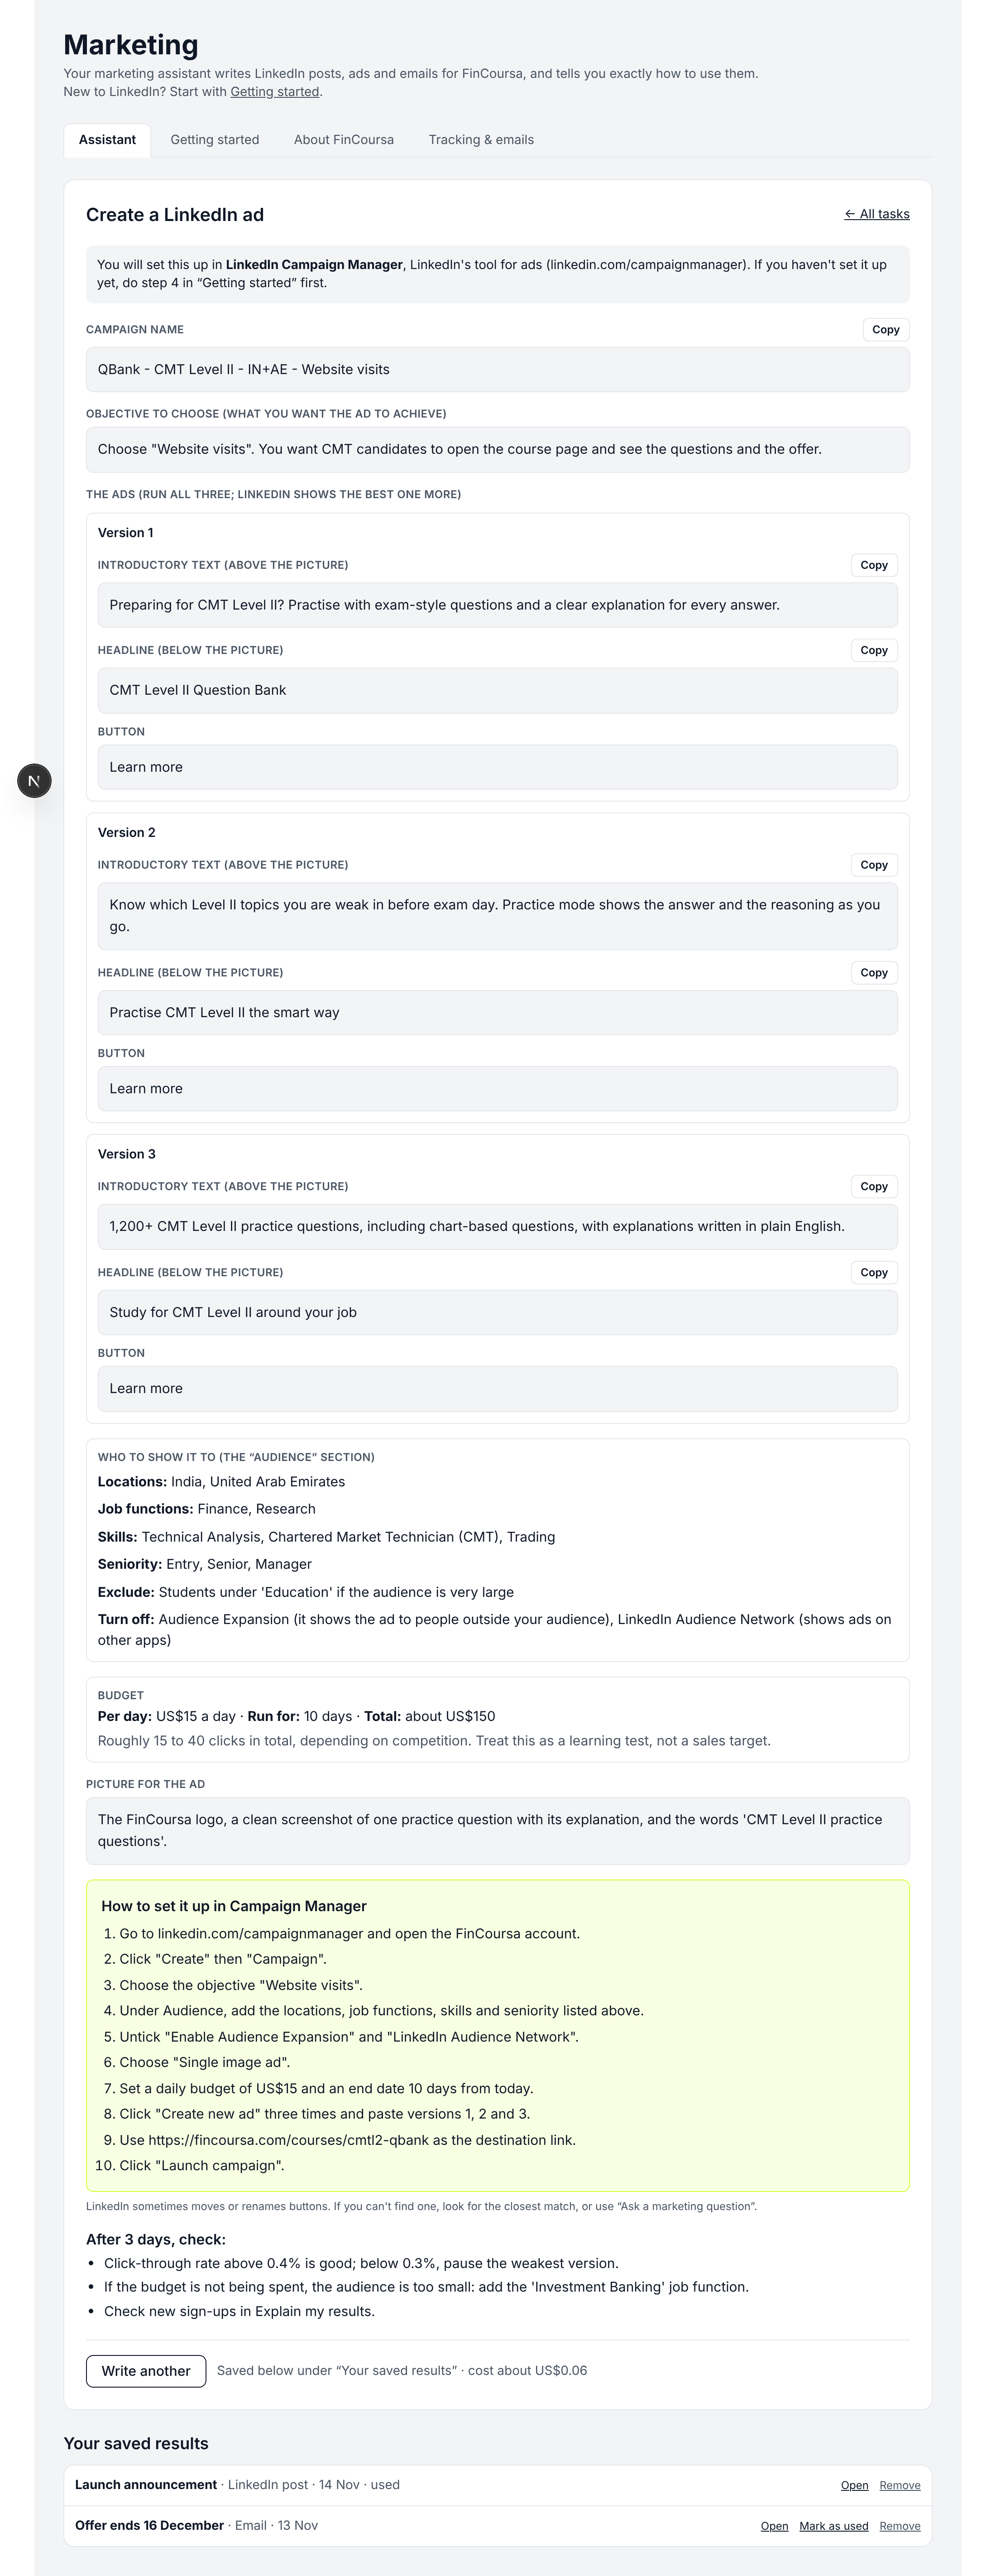 Marketing
Your marketing assistant writes LinkedIn posts, ads and emails for FinCoursa, and tells you exactly how to use them.
New to LinkedIn? Start with Getting started.
Assistant
Getting started
About FinCoursa
Tracking & emails
Create a LinkedIn ad
← All tasks
You will set this up in LinkedIn Campaign Manager, LinkedIn's tool for ads (linkedin.com/campaignmanager). If you haven't set it up
yet, do step 4 in “Getting started” first.
CAMPAIGN NAME
Copy
QBank - CMT Level II - IN+AE - Website visits
OBJECTIVE TO CHOOSE (WHAT YOU WANT THE AD TO ACHIEVE)
Choose "Website visits". You want CMT candidates to open the course page and see the questions and the offer.
THE ADS (RUN ALL THREE; LINKEDIN SHOWS THE BEST ONE MORE)
Version 1
INTRODUCTORY TEXT (ABOVE THE PICTURE)
Copy
Preparing for CMT Level II? Practise with exam-style questions and a clear explanation for every answer.
HEADLINE (BELOW THE PICTURE)
Copy
CMT Level II Question Bank
BUTTON
Learn more
N
Version 2
INTRODUCTORY TEXT (ABOVE THE PICTURE)
Copy
Know which Level II topics you are weak in before exam day. Practice mode shows the answer and the reasoning as you
go.
HEADLINE (BELOW THE PICTURE)
Copy
Practise CMT Level II the smart way
BUTTON
Learn more
Version 3
INTRODUCTORY TEXT (ABOVE THE PICTURE)
Copy
1,200+ CMT Level II practice questions, including chart-based questions, with explanations written in plain English.
HEADLINE (BELOW THE PICTURE)
Copy
Study for CMT Level II around your job
BUTTON
Learn more
WHO TO SHOW IT TO (THE “AUDIENCE” SECTION)
Locations: India, United Arab Emirates
Job functions: Finance, Research
Skills: Technical Analysis, Chartered Market Technician (CMT), Trading
Seniority: Entry, Senior, Manager
Exclude: Students under 'Education' if the audience is very large
Turn off: Audience Expansion (it shows the ad to people outside your audience), LinkedIn Audience Network (shows ads on
other apps)
BUDGET
Per day: US$15 a day · Run for: 10 days · Total: about US$150
Roughly 15 to 40 clicks in total, depending on competition. Treat this as a learning test, not a sales target.
PICTURE FOR THE AD
The FinCoursa logo, a clean screenshot of one practice question with its explanation, and the words 'CMT Level II practice
questions'.
How to set it up in Campaign Manager
1. Go to linkedin.com/campaignmanager and open the FinCoursa account.
2. Click "Create" then "Campaign".
3. Choose the objective "Website visits".
4. Under Audience, add the locations, job functions, skills and seniority listed above.
5. Untick "Enable Audience Expansion" and "LinkedIn Audience Network".
6. Choose "Single image ad".
7. Set a daily budget of US$15 and an end date 10 days from today.
8. Click "Create new ad" three times and paste versions 1, 2 and 3.
9. Use https://fincoursa.com/courses/cmtl2-qbank as the destination link.
10. Click "Launch campaign".
LinkedIn sometimes moves or renames buttons. If you can't find one, look for the closest match, or use “Ask a marketing question”.
After 3 days, check:
• Click-through rate above 0.4% is good; below 0.3%, pause the weakest version.
• If the budget is not being spent, the audience is too small: add the 'Investment Banking' job function.
• Check new sign-ups in Explain my results.
Write another
Saved below under “Your saved results” · cost about US$0.06
Your saved results
Launch announcement · LinkedIn post · 14 Nov · used
Open Remove
Offer ends 16 December · Email · 13 Nov
Open Mark as used Remove